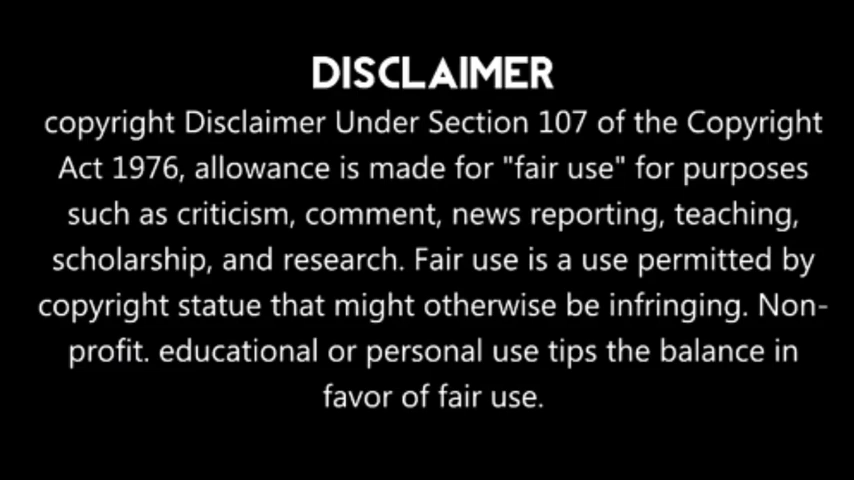 DISCLAIMER
copyright Disclaimer Under Section 107 of the Copyright
Act 1976, allowance is made for "fair use" for purposes
such as criticism, comment, news reporting, teaching,
scholarship, and research. Fair use is a use permitted by
copyright statue that might otherwise be infringing. Non-
profit. educational or personal use tips the balance in
favor of fair use.